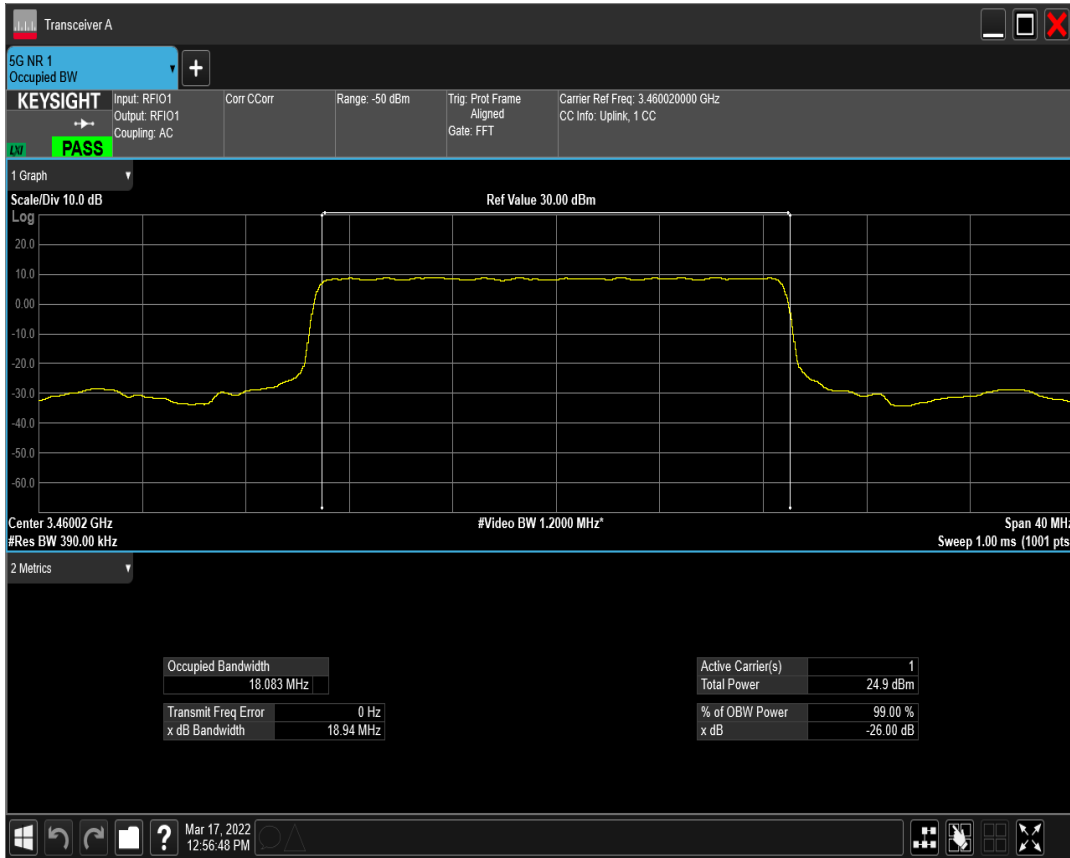 Transceiver A
5G NR 1
Occupied BW
KEYSIGHT
LXI
PASS
Input: RFIO1
Output: RFIO1
Coupling: AC
Corr CCorr
Range: -50 dBm
Trig: Prot Frame
Aligned
Gate: FFT
Carrier Ref Freq: 3.460020000 GHz
CC Info: Uplink, 1 CC
1 Graph
Scale/Div 10.0 dB
Ref Value 30.00 dBm
Log
20.0
10.0
0.00
-10.0
-20.0
-30.0
-40.0
-50.0
-60.0
Center 3.46002 GHz
#Video BW 1.2000 MHz*
Span 40 MHz
#Res BW 390.00 kHz
Sweep 1.00 ms (1001 pts
2 Metrics
Occupied Bandwidth
18.083 MHz
Transmit Freq Error 0 Hz
x dB Bandwidth 18.94 MHz
Active Carrier(s) 1
Total Power 24.9 dBm
% of OBW Power 99.00 %
x dB -26.00 dB
?
Mar 17, 2022
12:56:48 PM